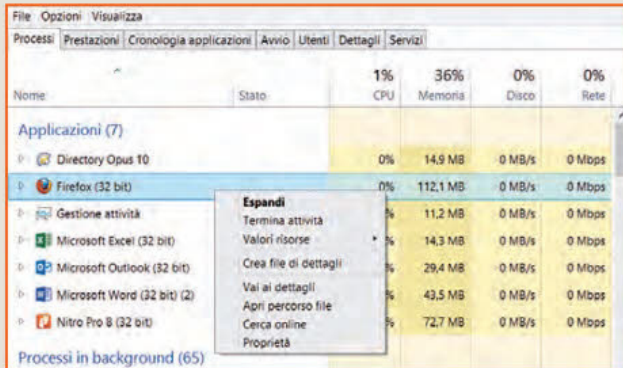 File Opzioni Visualizza
Processi Prestazioni Cronologia applicazioni Avvio Utenti Dettagli Servizi
1% 36% 0% 0%
Nome Stato CPU Memoria Disco Rete
Applicazioni (7)
Directory Opus 10 0% 14,9 MB 0 MB/s 0 Mbps
Firefox (32 bit) 0% 112,1 MB 0 MB/s 0 Mbps
Gestione attività % 11,2 MB 0 MB/s 0 Mbps
Microsoft Excel (32 bit) % 14,3 MB 0 MB/s 0 Mbps
Microsoft Outlook (32 bit) % 29,4 MB 0 MB/s 0 Mbps
Microsoft Word (32 bit) (2) % 43,5 MB 0 MB/s 0 Mbps
Nitro Pro 8 (32 bit) % 72,7 MB 0 MB/s 0 Mbps
Processi in background (65)
Espandi
Termina attività
Valori risorse
Crea file di dettagli
Vai ai dettagli
Apri percorso file
Cerca online
Proprietà